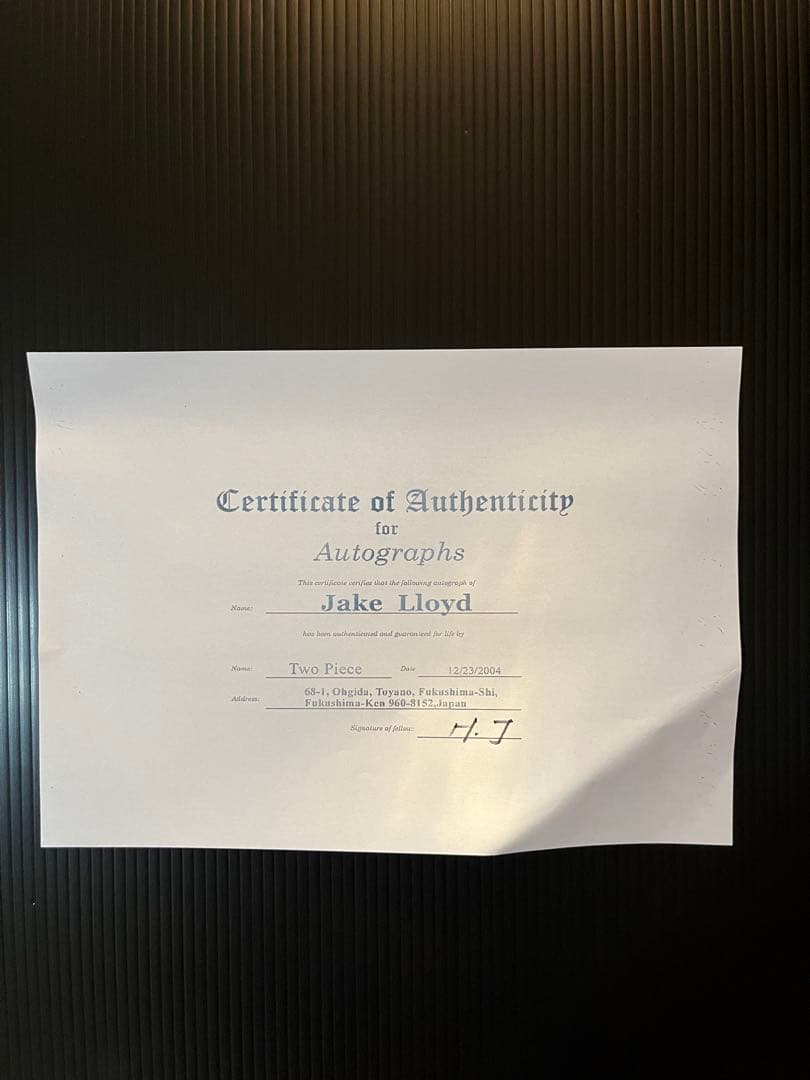 Certificate of Authenticity
for
Autographs
This certificate verifies that the following autograph of
Name: Jake Lloyd
has been authenticated and guaranteed for life by
Name: Two Piece Date 12/23/2004
Address: 68-1, Ohgida, Toyano, Fukushima-Shi,
Fukushima-Ken 960-8152,Japan
Signature of fellow: H. J